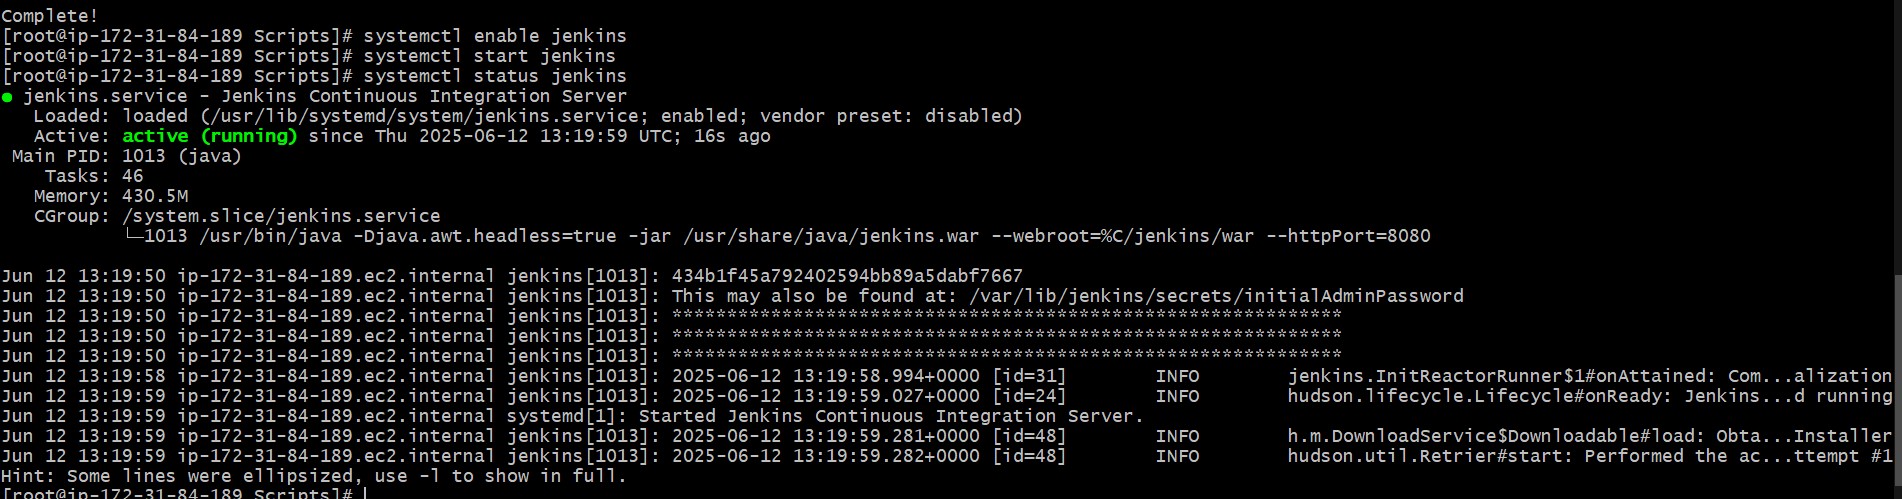 Complete!
[root@ip-172-31-84-189 Scripts]# systemctl enable jenkins
[root@ip-172-31-84-189 Scripts]# systemctl start jenkins
[root@ip-172-31-84-189 Scripts]# systemctl status jenkins
● jenkins.service - Jenkins Continuous Integration Server
   Loaded: loaded (/usr/lib/systemd/system/jenkins.service; enabled; vendor preset: disabled)
   Active: active (running) since Thu 2025-06-12 13:19:59 UTC; 16s ago
 Main PID: 1013 (java)
    Tasks: 46
   Memory: 430.5M
   CGroup: /system.slice/jenkins.service
           └─1013 /usr/bin/java -Djava.awt.headless=true -jar /usr/share/java/jenkins.war --webroot=%C/jenkins/war --httpPort=8080
Jun 12 13:19:50 ip-172-31-84-189.ec2.internal jenkins[1013]: 434b1f45a792402594bb89a5dabf7667
Jun 12 13:19:50 ip-172-31-84-189.ec2.internal jenkins[1013]: This may also be found at: /var/lib/jenkins/secrets/initialAdminPassword
Jun 12 13:19:50 ip-172-31-84-189.ec2.internal jenkins[1013]: *************************************************************
Jun 12 13:19:50 ip-172-31-84-189.ec2.internal jenkins[1013]: *************************************************************
Jun 12 13:19:50 ip-172-31-84-189.ec2.internal jenkins[1013]: *************************************************************
Jun 12 13:19:58 ip-172-31-84-189.ec2.internal jenkins[1013]: 2025-06-12 13:19:58.994+0000 [id=31]        INFO        jenkins.InitReactorRunner$1#onAttained: Com...alization
Jun 12 13:19:59 ip-172-31-84-189.ec2.internal jenkins[1013]: 2025-06-12 13:19:59.027+0000 [id=24]        INFO        hudson.lifecycle.Lifecycle#onReady: Jenkins...d running
Jun 12 13:19:59 ip-172-31-84-189.ec2.internal systemd[1]: Started Jenkins Continuous Integration Server.
Jun 12 13:19:59 ip-172-31-84-189.ec2.internal jenkins[1013]: 2025-06-12 13:19:59.281+0000 [id=48]        INFO        h.m.DownloadService$Downloadable#load: Obta...Installer
Jun 12 13:19:59 ip-172-31-84-189.ec2.internal jenkins[1013]: 2025-06-12 13:19:59.282+0000 [id=48]        INFO        hudson.util.Retrier#start: Performed the ac...ttempt #1
Hint: Some lines were ellipsized, use -l to show in full.
[root@ip-172-31-84-189 Scripts]#